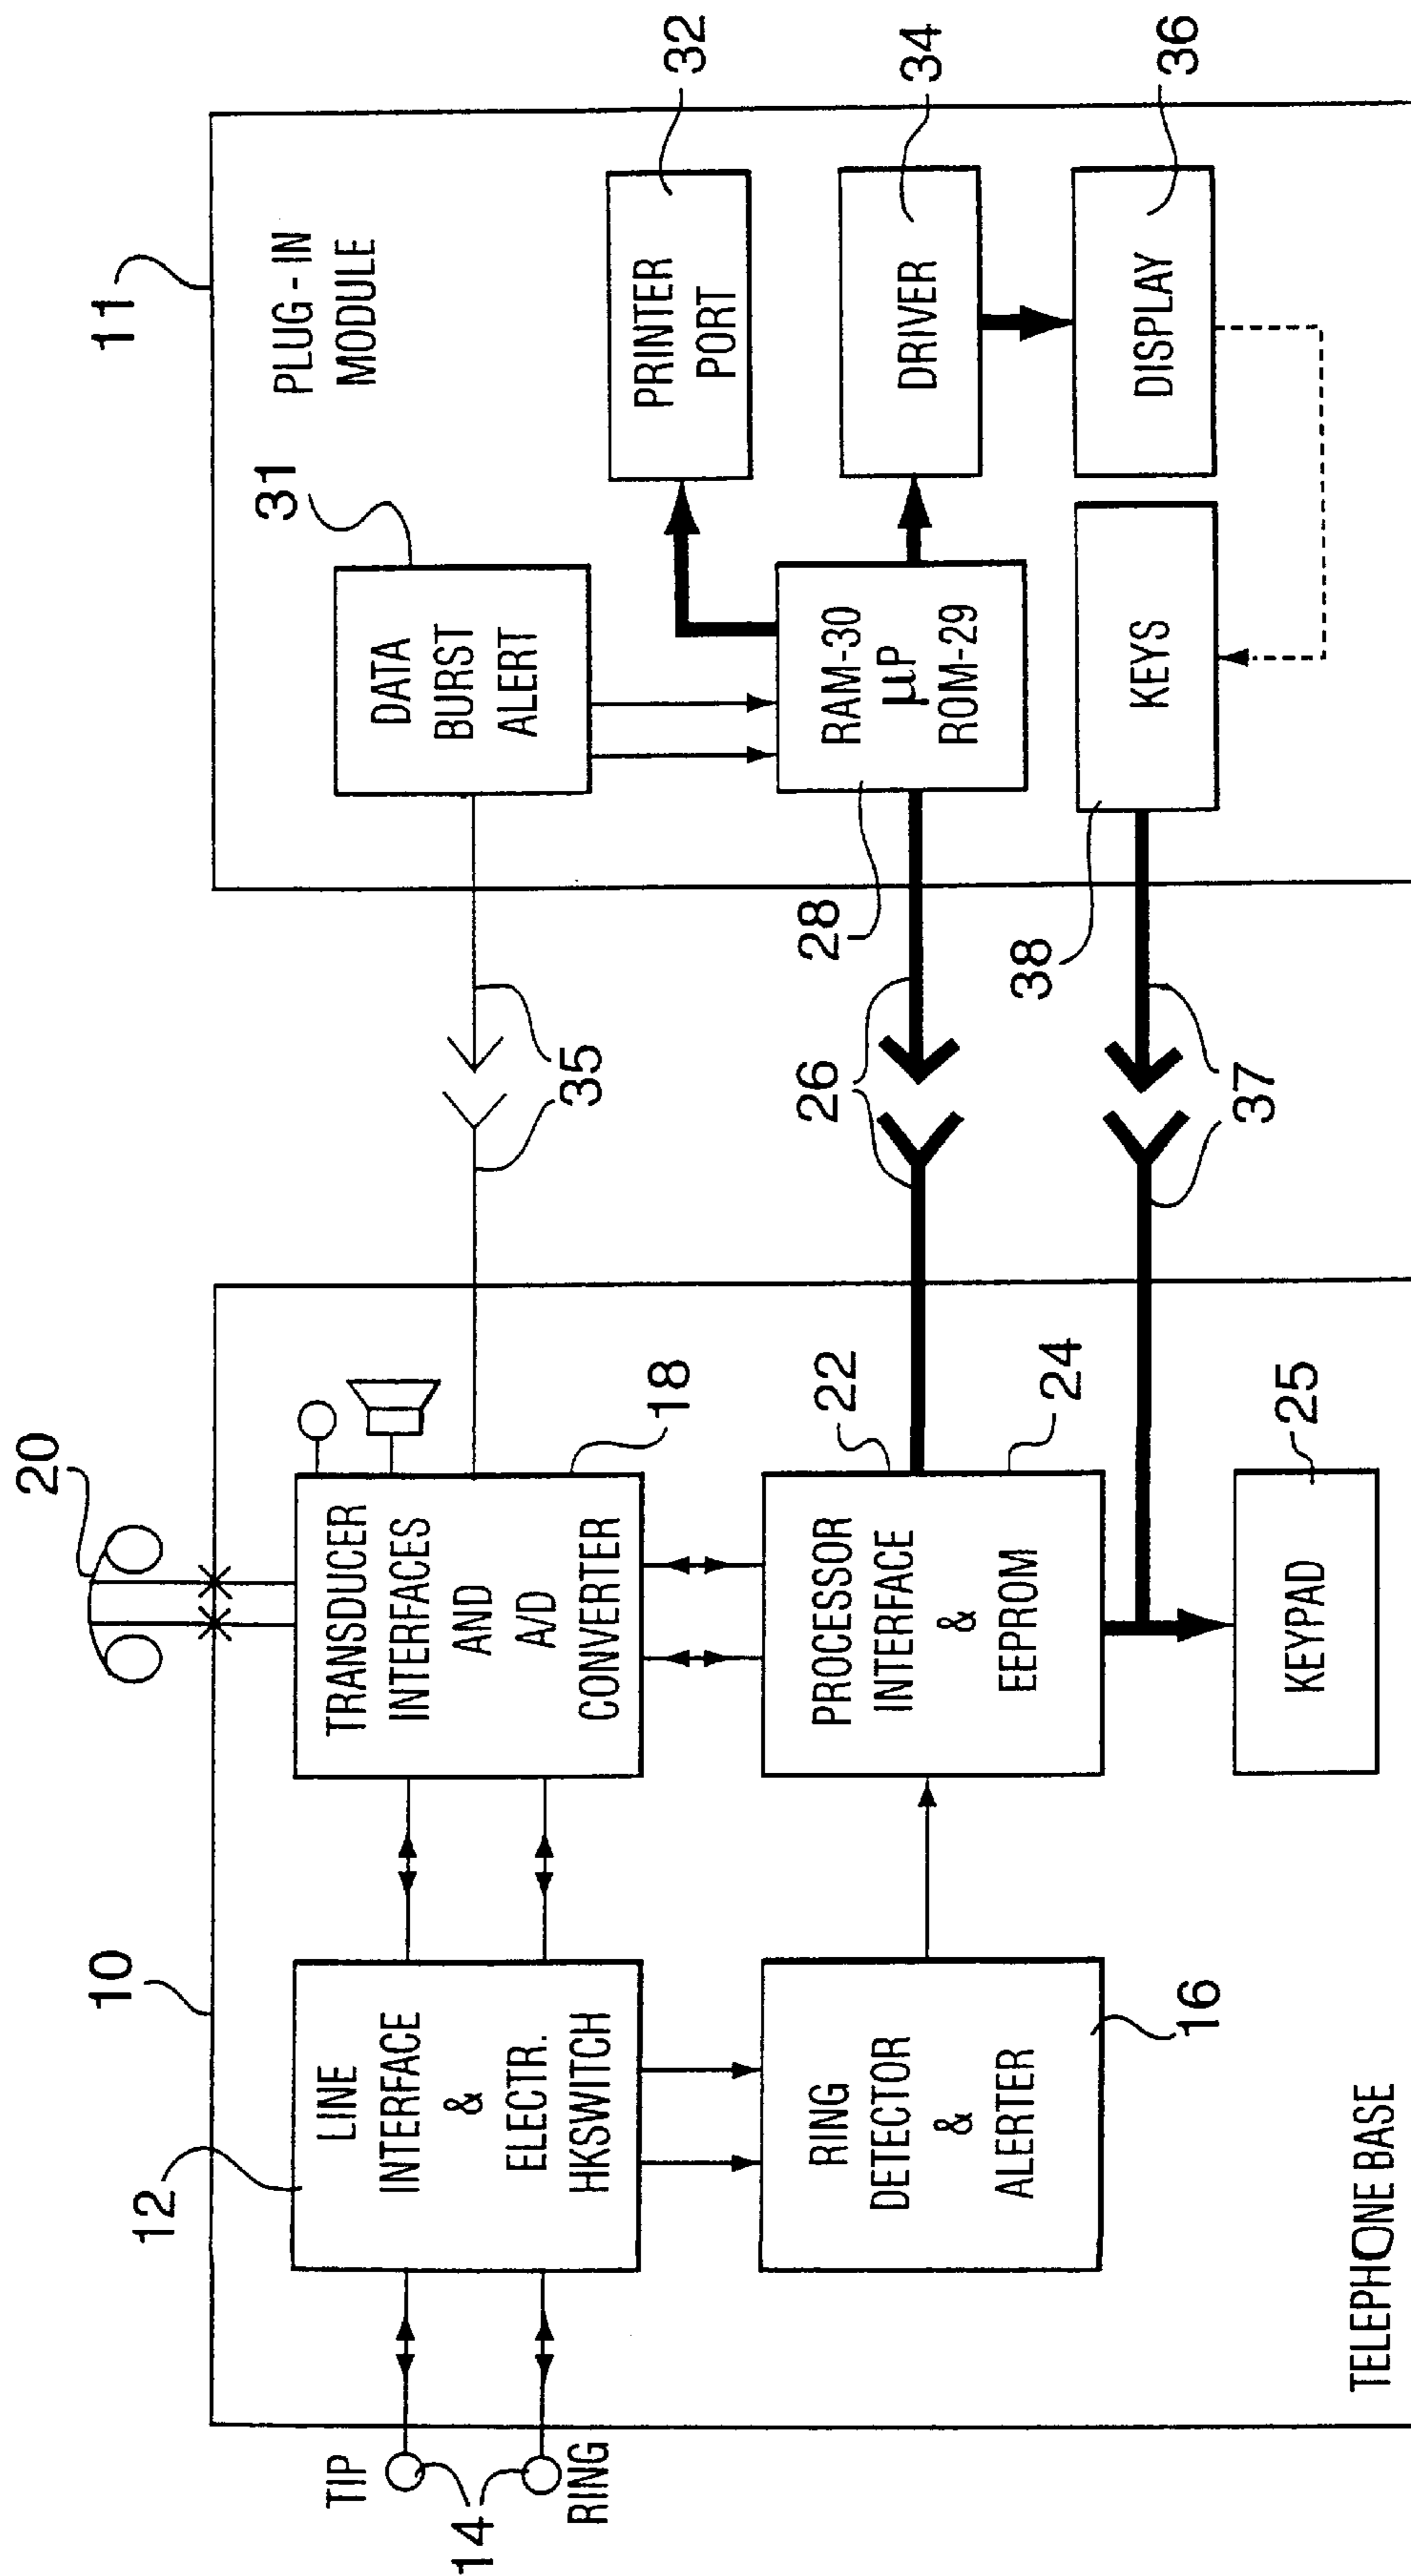 10
20
11
TELEPHONE BASE
PLUG-IN
MODULE
TIP
RING
14
12
LINE
INTERFACE
&
ELECTR.
HKSWITCH
TRANSDUCER
INTERFACES
AND
A/D
CONVERTER
18
35
DATA
BURST
ALERT
31
PRINTER
PORT
32
RING
DETECTOR
&
ALERTER
16
PROCESSOR
INTERFACE
&
EEPROM
22
24
26
28
RAM-30
μP
ROM-29
DRIVER
34
KEYPAD
25
37
38
KEYS
DISPLAY
36